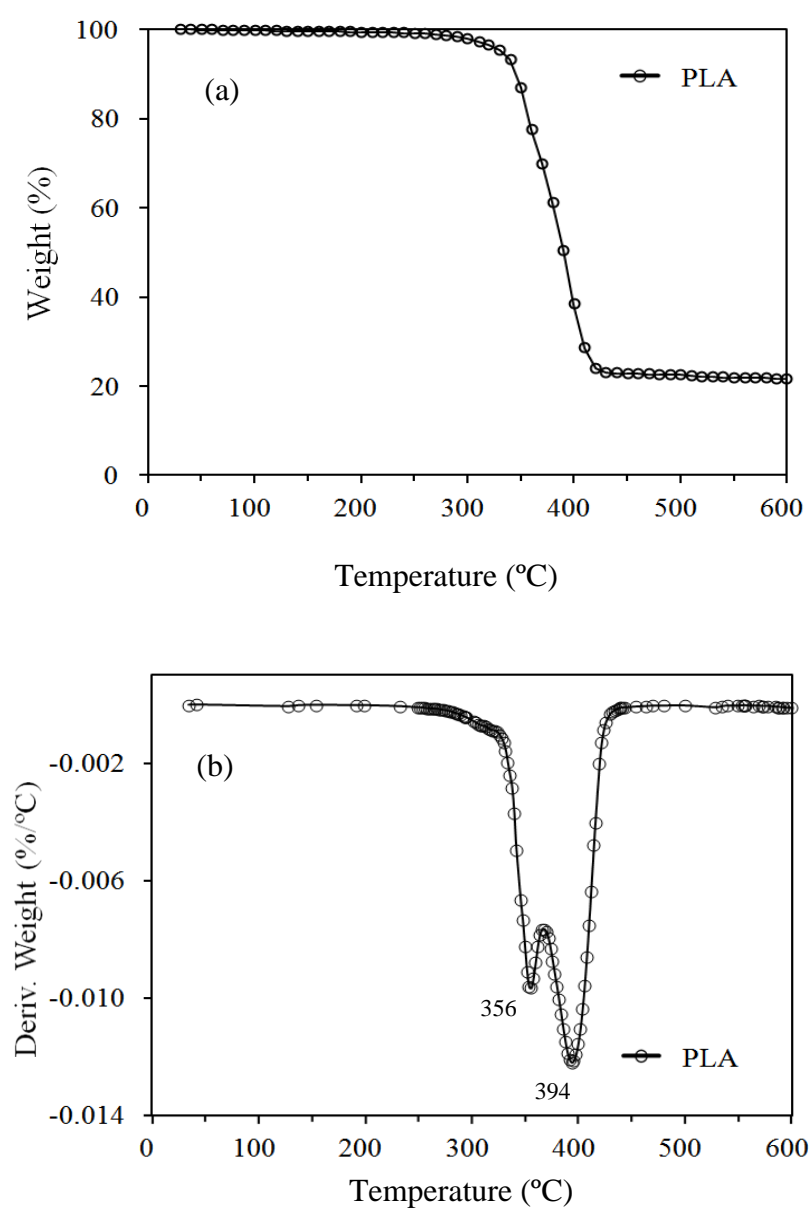 100
(a)
PLA
80
60
40
20
0
Weight (%)
0 100 200 300 400 500 600
Temperature (ºC)
-0.002
(b)
-0.006
-0.010
356
PLA
394
-0.014
Deriv. Weight (%/ºC)
0 100 200 300 400 500 600
Temperature (ºC)